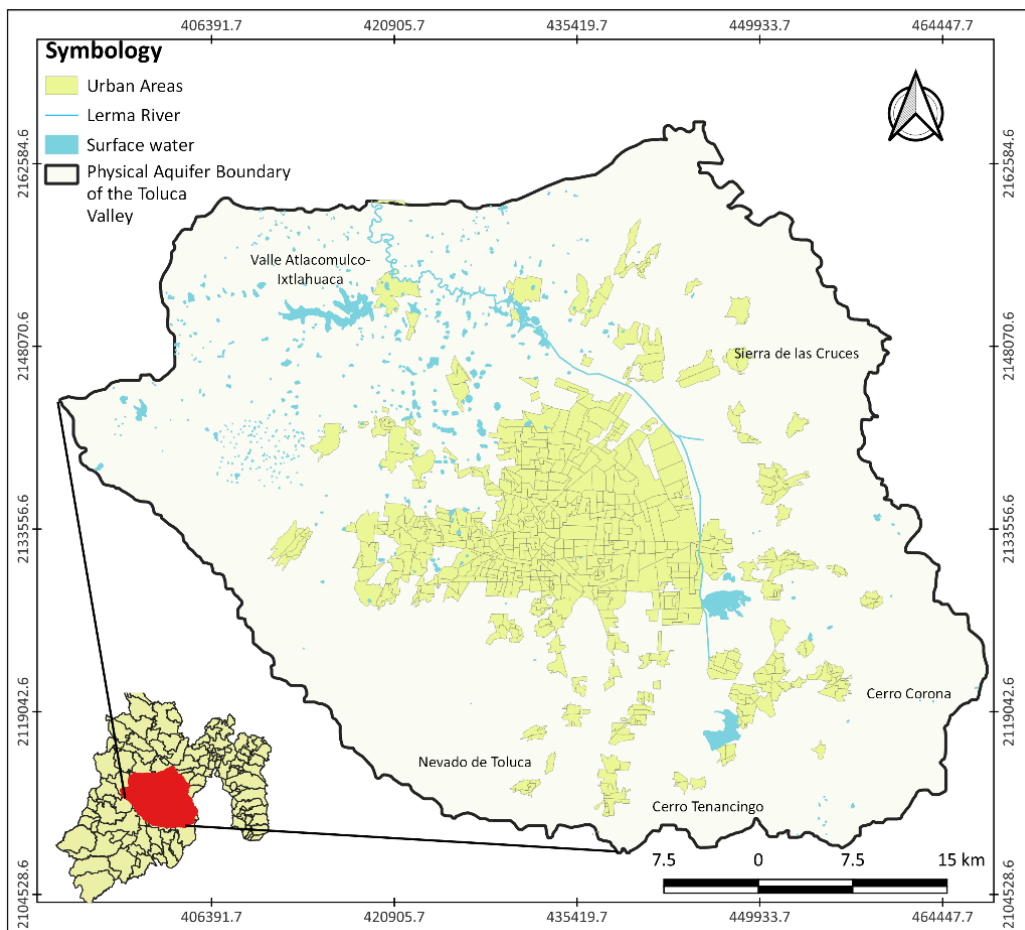 406391.7 420905.7 435419.7 449933.7 464447.7
Symbology
Urban Areas
Lerma River
Surface water
Physical Aquifer Boundary
of the Toluca
Valley
2162584.6 2162584.6
Valle Atlacomulco-
Ixtlahuaca
2148070.6 2148070.6
Sierra de las Cruces
2133556.6 2133556.6
Cerro Corona
2119042.6 2119042.6
Nevado de Toluca
Cerro Tenancingo
7.5 0 7.5 15 km
2104528.6 2104528.6
406391.7 420905.7 435419.7 449933.7 464447.7